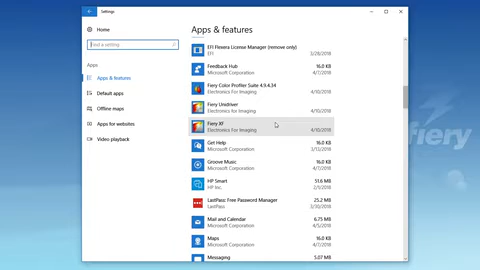 Settings
Home
Find a setting
Apps
Apps & features
Default apps
Offline maps
Apps for websites
Video playback
Apps & features
EFI Flexera License Manager (remove only)
EFI 3/28/2018
Feedback Hub 16.0 KB
Microsoft Corporation 4/7/2018
Fiery Color Profiler Suite 4.9.4.34
Electronics For Imaging 4/10/2018
Fiery Unidriver
Electronics for Imaging 4/10/2018
Fiery XF
Electronics For Imaging 4/10/2018
Get Help 16.0 KB
Microsoft Corporation 3/13/2018
Groove Music 16.0 KB
Microsoft Corporation 4/7/2018
HP Smart 51.6 MB
HP Inc. 2/1/2018
LastPass: Free Password Manager 25.2 MB
LastPass 3/30/2018
Mail and Calendar 6.75 MB
Microsoft Corporation 4/5/2018
Maps 16.0 KB
Microsoft Corporation 4/7/2018
Messaging 5.07 MB
fiery